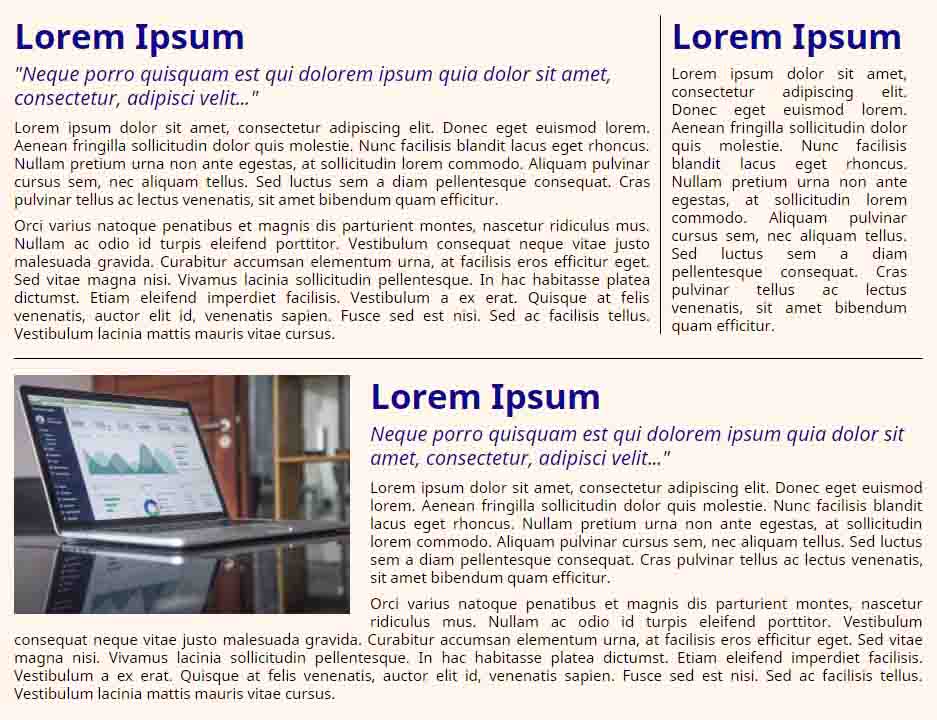 Lorem Ipsum
"Neque porro quisquam est qui dolorem ipsum quia dolor sit amet,
consectetur, adipisci velit..."
Lorem ipsum dolor sit amet, consectetur adipiscing elit. Donec eget euismod lorem.
Aenean fringilla sollicitudin dolor quis molestie. Nunc facilisis blandit lacus eget rhoncus.
Nullam pretium urna non ante egestas, at sollicitudin lorem commodo. Aliquam pulvinar
cursus sem, nec aliquam tellus. Sed luctus sem a diam pellentesque consequat. Cras
pulvinar tellus ac lectus venenatis, sit amet bibendum quam efficitur.
Orci varius natoque penatibus et magnis dis parturient montes, nascetur ridiculus mus.
Nullam ac odio id turpis eleifend porttitor. Vestibulum consequat neque vitae justo
malesuada gravida. Curabitur accumsan elementum urna, at facilisis eros efficitur eget.
Sed vitae magna nisi. Vivamus lacinia sollicitudin pellentesque. In hac habitasse platea
dictumst. Etiam eleifend imperdiet facilisis. Vestibulum a ex erat. Quisque at felis
venenatis, auctor elit id, venenatis sapien. Fusce sed est nisi. Sed ac facilisis tellus.
Vestibulum lacinia mattis mauris vitae cursus.
Lorem Ipsum
Lorem ipsum dolor sit amet,
consectetur adipiscing elit.
Donec eget euismod lorem.
Aenean fringilla sollicitudin dolor
quis molestie. Nunc facilisis
blandit lacus eget rhoncus.
Nullam pretium urna non ante
egestas, at sollicitudin lorem
commodo. Aliquam pulvinar
cursus sem, nec aliquam tellus.
Sed luctus sem a diam
pellentesque consequat. Cras
pulvinar tellus ac lectus
venenatis, sit amet bibendum
quam efficitur.
Lorem Ipsum
Neque porro quisquam est qui dolorem ipsum quia dolor sit
amet, consectetur, adipisci velit..."
Lorem ipsum dolor sit amet, consectetur adipiscing elit. Donec eget euismod
lorem. Aenean fringilla sollicitudin dolor quis molestie. Nunc facilisis blandit
lacus eget rhoncus. Nullam pretium urna non ante egestas, at sollicitudin
lorem commodo. Aliquam pulvinar cursus sem, nec aliquam tellus. Sed luctus
sem a diam pellentesque consequat. Cras pulvinar tellus ac lectus venenatis,
sit amet bibendum quam efficitur.
Orci varius natoque penatibus et magnis dis parturient montes, nascetur
ridiculus mus. Nullam ac odio id turpis eleifend porttitor. Vestibulum
consequat neque vitae justo malesuada gravida. Curabitur accumsan elementum urna, at facilisis eros efficitur eget. Sed vitae
magna nisi. Vivamus lacinia sollicitudin pellentesque. In hac habitasse platea dictumst. Etiam eleifend imperdiet facilisis.
Vestibulum a ex erat. Quisque at felis venenatis, auctor elit id, venenatis sapien. Fusce sed est nisi. Sed ac facilisis tellus.
Vestibulum lacinia mattis mauris vitae cursus.